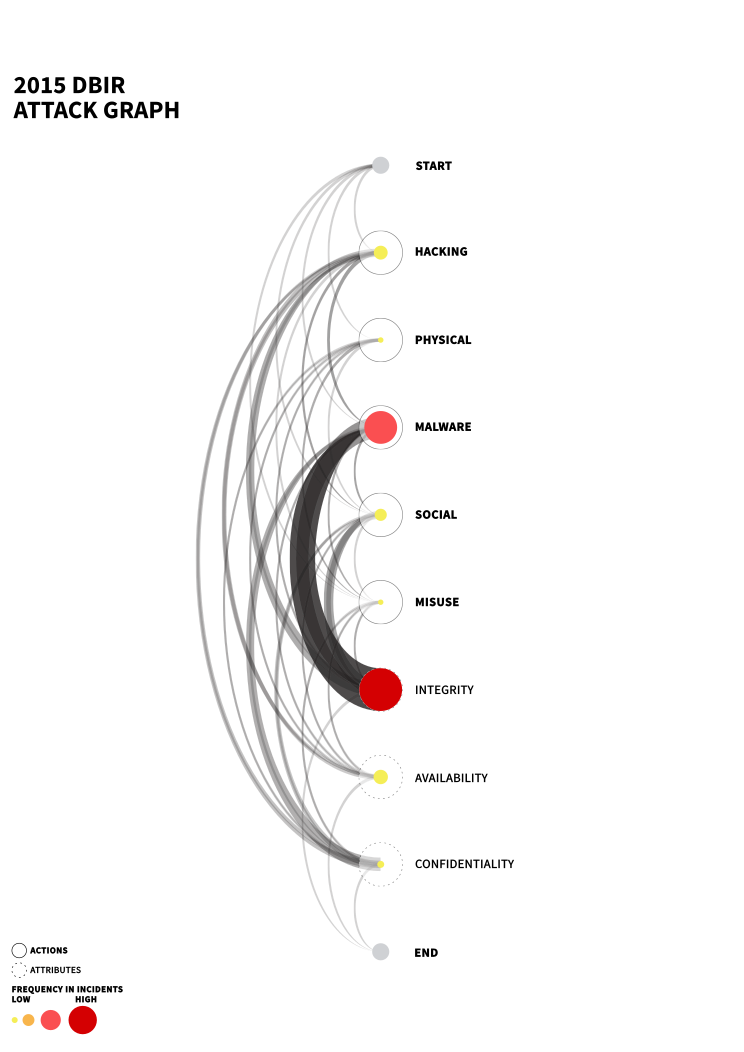 2015 DBIR
ATTACK GRAPH
START
HACKING
PHYSICAL
MALWARE
SOCIAL
MISUSE
INTEGRITY
AVAILABILITY
CONFIDENTIALITY
END
ACTIONS
ATTRIBUTES
FREQUENCY IN INCIDENTS
LOW HIGH